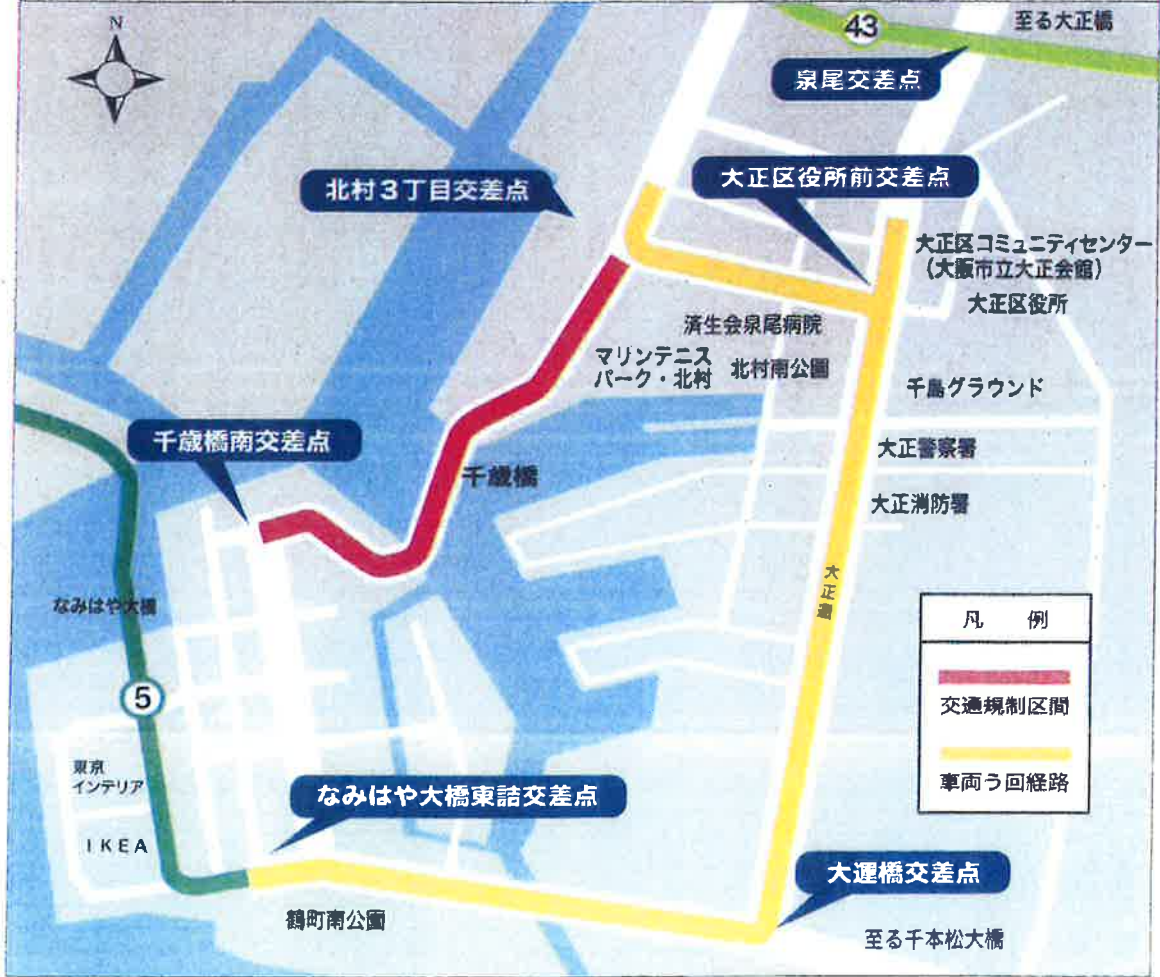 N
43
至る大正橋
泉尾交差点
北村3丁目交差点
大正区役所前交差点
大正区コミュニティセンター
(大阪市立大正会館)
大正区役所
済生会泉尾病院
マリンテニス
パーク・北村
北村南公園
千島グラウンド
千歳橋南交差点
千歳橋
大正警察署
大正消防署
大正通
なみはや大橋
5
凡 例
交通規制区間
車両う回経路
東京
インテリア
IKEA
なみはや大橋東詰交差点
大運橋交差点
鶴町南公園
至る千本松大橋